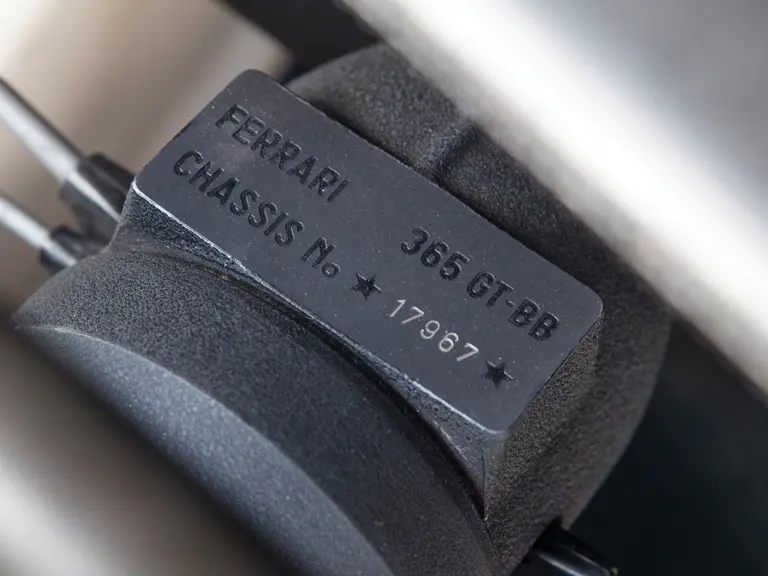 FERRARI 365 GT-BB
CHASSIS No. ★ 17967 ★